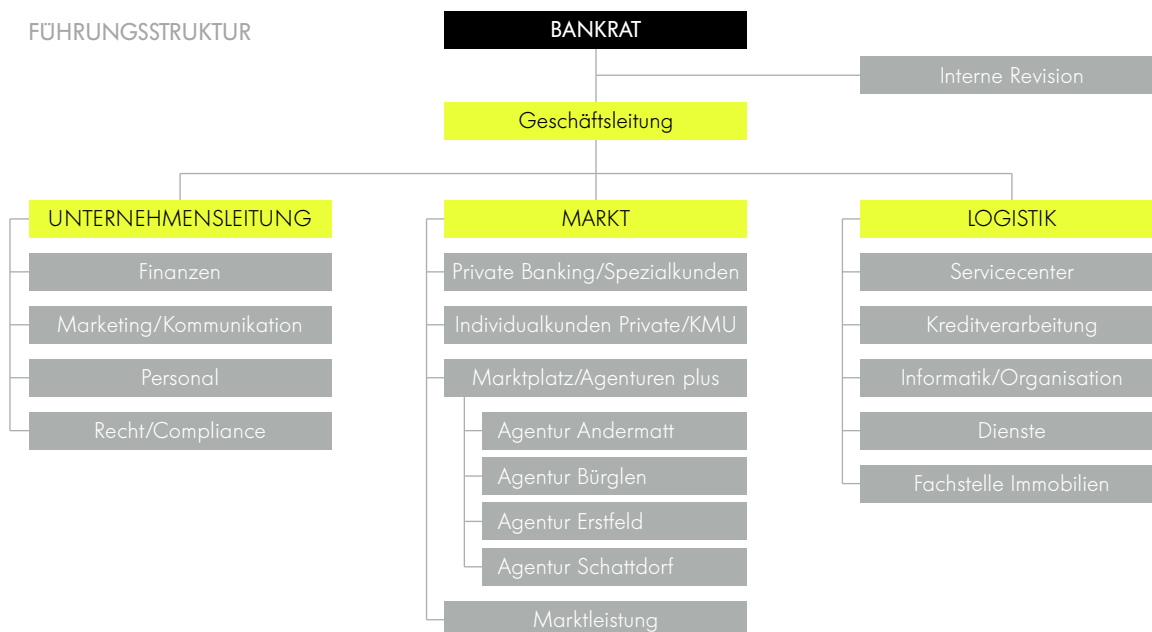 FÜHRUNGSSTRUKTUR
BANKRAT
Interne Revision
Geschäftsleitung
UNTERNEHMENSLEITUNG
Finanzen
Marketing/Kommunikation
Personal
Recht/Compliance
MARKT
Private Banking/Spezialkunden
Individualkunden Private/KMU
Marktplatz/Agenturen plus
Agentur Andermatt
Agentur Bürglen
Agentur Erstfeld
Agentur Schattdorf
Marktleistung
LOGISTIK
Servicecenter
Kreditverarbeitung
Informatik/Organisation
Dienste
Fachstelle Immobilien